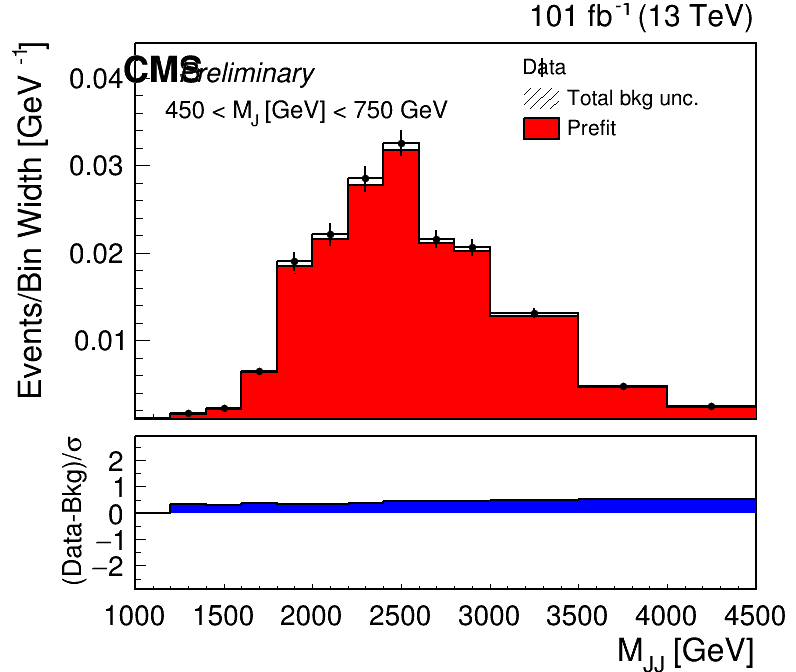 101 fb⁻¹ (13 TeV)
CMS Preliminary
450 < M_J [GeV] < 750 GeV
Data
Total bkg unc.
Prefit
Events/Bin Width [GeV⁻¹]
0.04
0.03
0.02
0.01
(Data-Bkg)/σ
2
1
0
−1
−2
1000 1500 2000 2500 3000 3500 4000 4500
M_JJ [GeV]